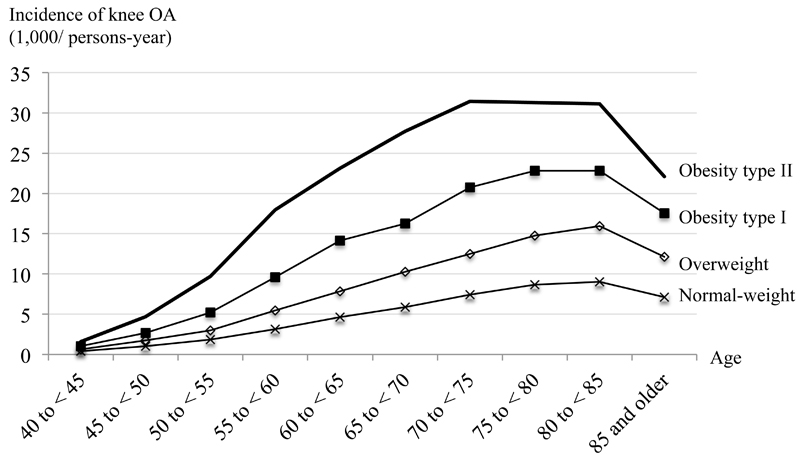 Incidence of knee OA
(1,000/ persons-year)
35
30
25
20
15
10
5
0
Obesity type II
Obesity type I
Overweight
Normal-weight
Age
40 to < 45
45 to < 50
50 to < 55
55 to < 60
60 to < 65
65 to < 70
70 to < 75
75 to < 80
80 to < 85
85 and older